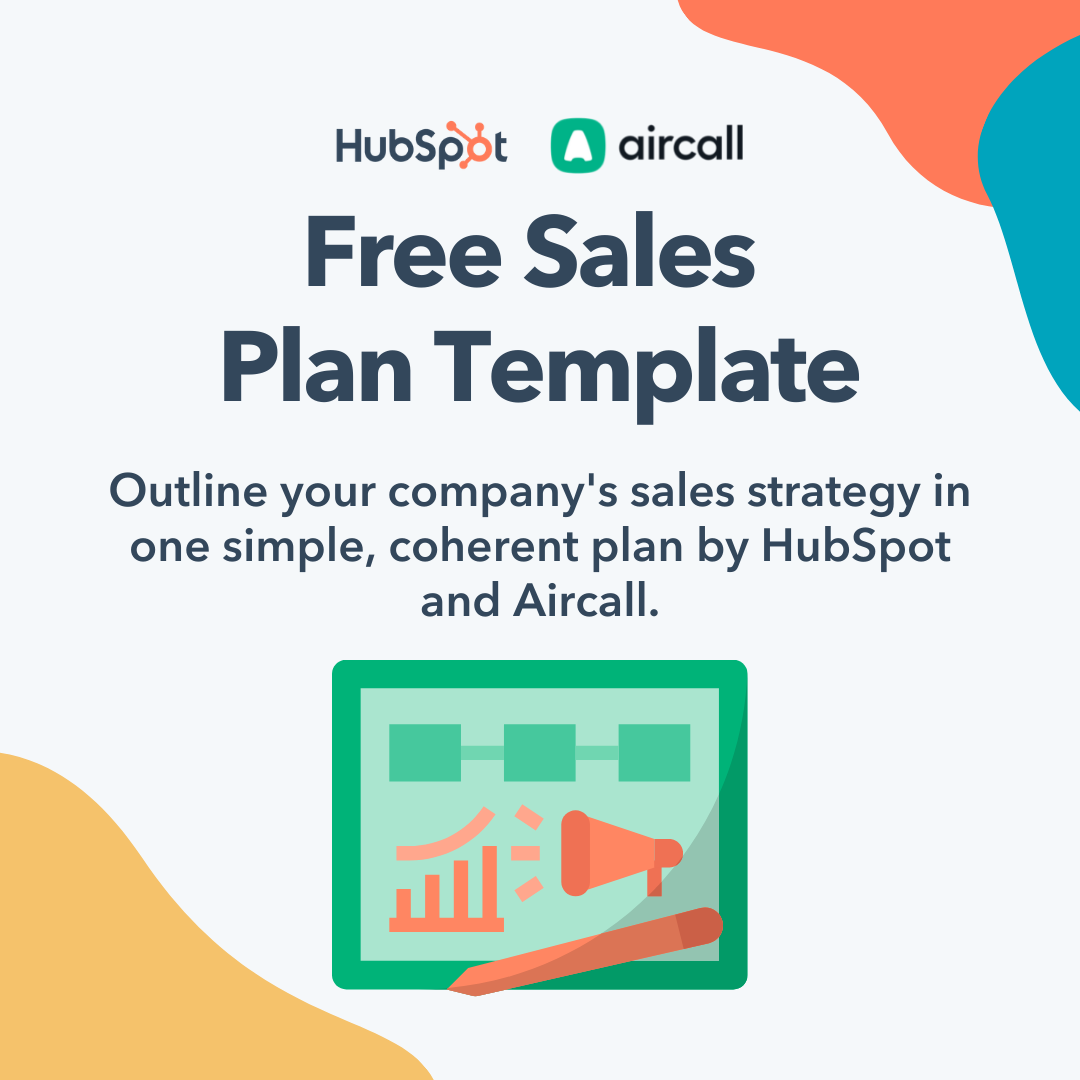 HubSpot aircall
Free Sales
Plan Template
Outline your company's sales strategy in
one simple, coherent plan by HubSpot
and Aircall.